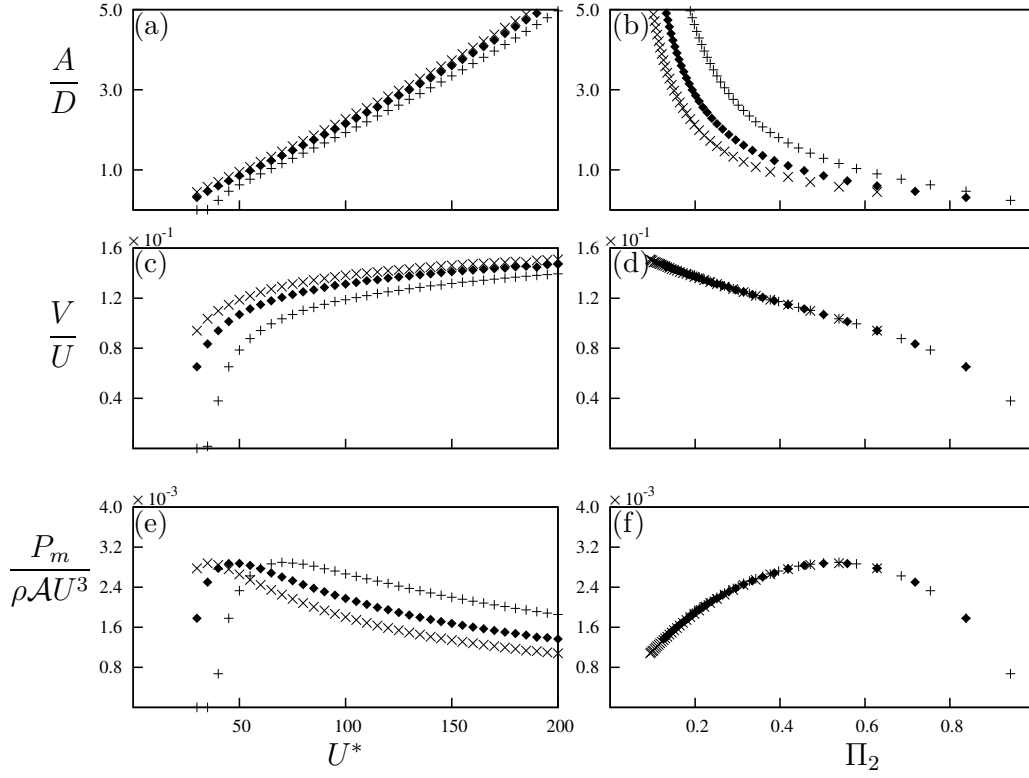 5.0 (a) (b) 5.0
A/D
3.0 3.0
1.0 1.0
× 10⁻¹ × 10⁻¹
1.6 (c) (d) 1.6
V/U
1.2 1.2
0.8 0.8
0.4 0.4
× 10⁻³ × 10⁻³
4.0 (e) (f) 4.0
P_m/ρ𝒜U³
3.2 3.2
2.4 2.4
1.6 1.6
0.8 0.8
50 100 150 200 0.2 0.4 0.6 0.8
U* Π₂